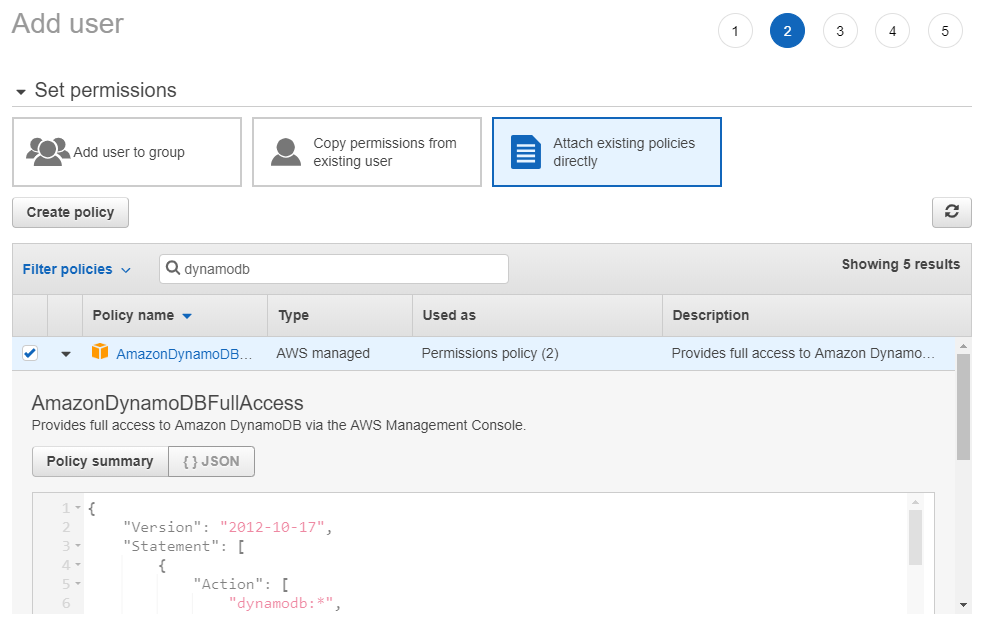 Add user
1 2 3 4 5
Set permissions
Add user to group
Copy permissions from
existing user
Attach existing policies
directly
Create policy
Filter policies
dynamodb
Showing 5 results
Policy name Type Used as Description
AmazonDynamoDB... AWS managed Permissions policy (2) Provides full access to Amazon Dynamo...
AmazonDynamoDBFullAccess
Provides full access to Amazon DynamoDB via the AWS Management Console.
Policy summary { } JSON
1 {
2 "Version": "2012-10-17",
3 "Statement": [
4 {
5 "Action": [
6 "dynamodb:*",